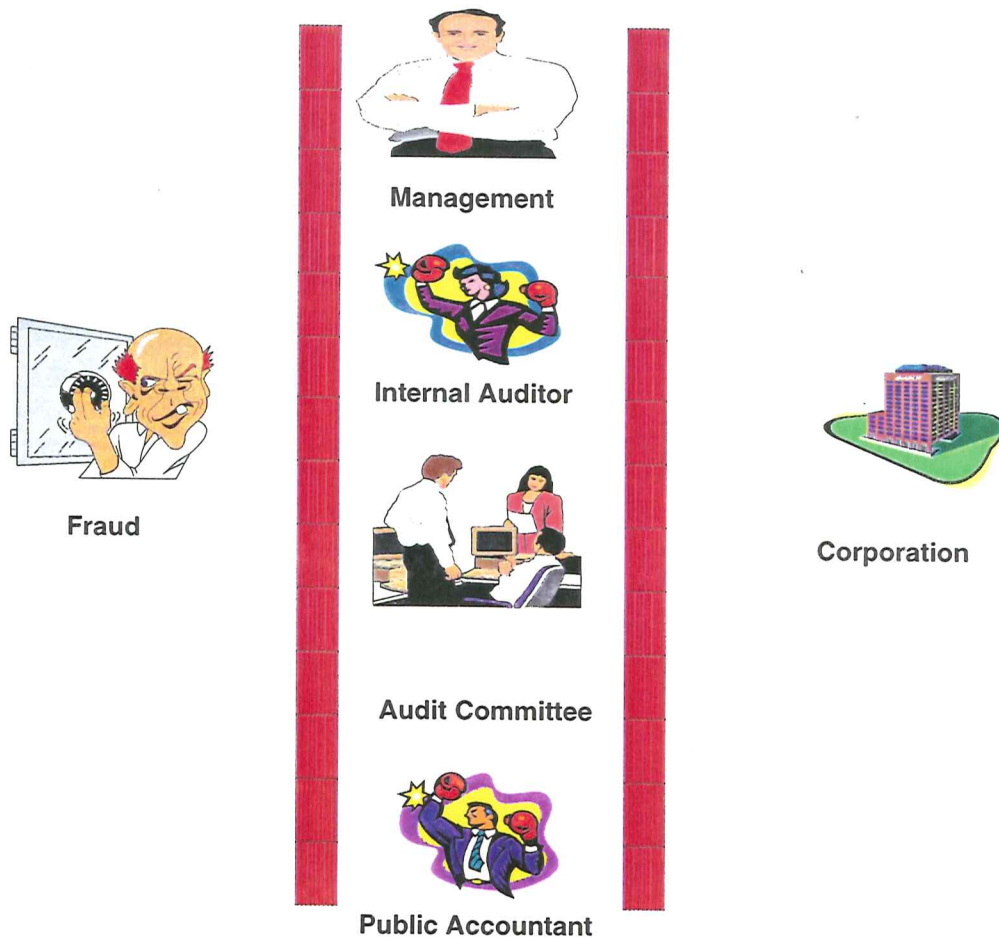 Management
Internal Auditor
Fraud
Corporation
Audit Committee
Public Accountant